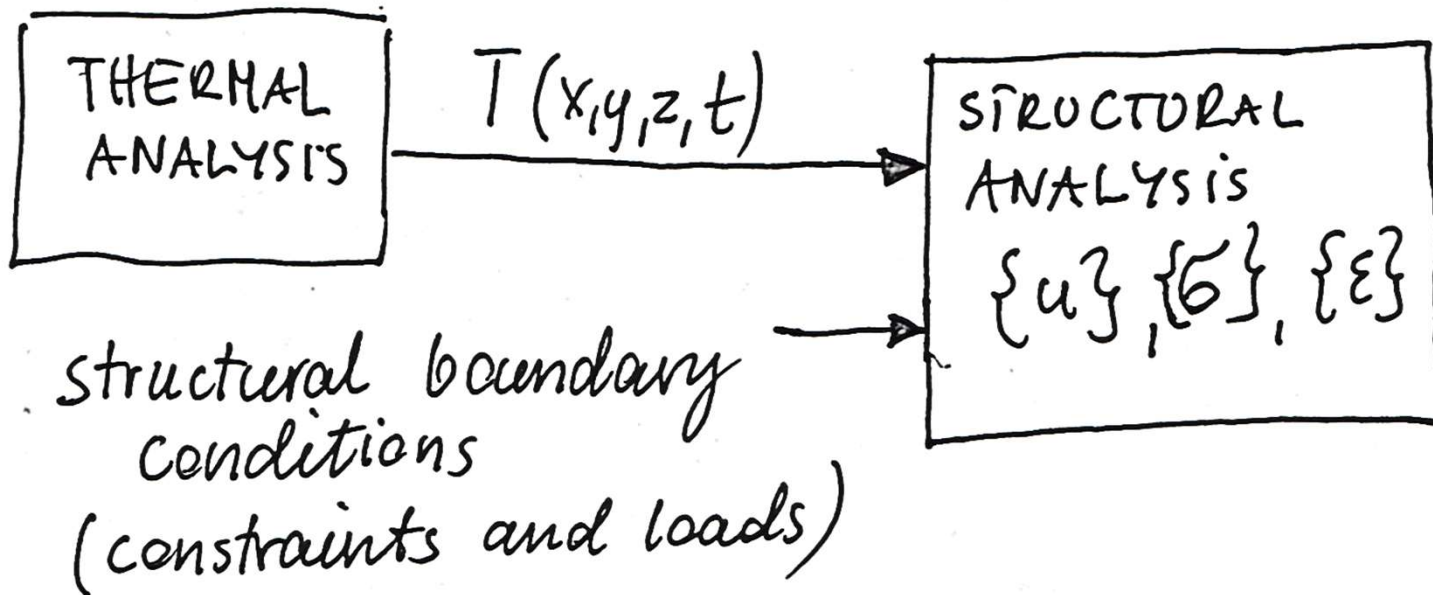 THERMAL
ANALYSIS
T(x,y,z,t)
STRUCTURAL
ANALYSIS
{u},{σ},{ε}
structural boundary
conditions
(constraints and loads)